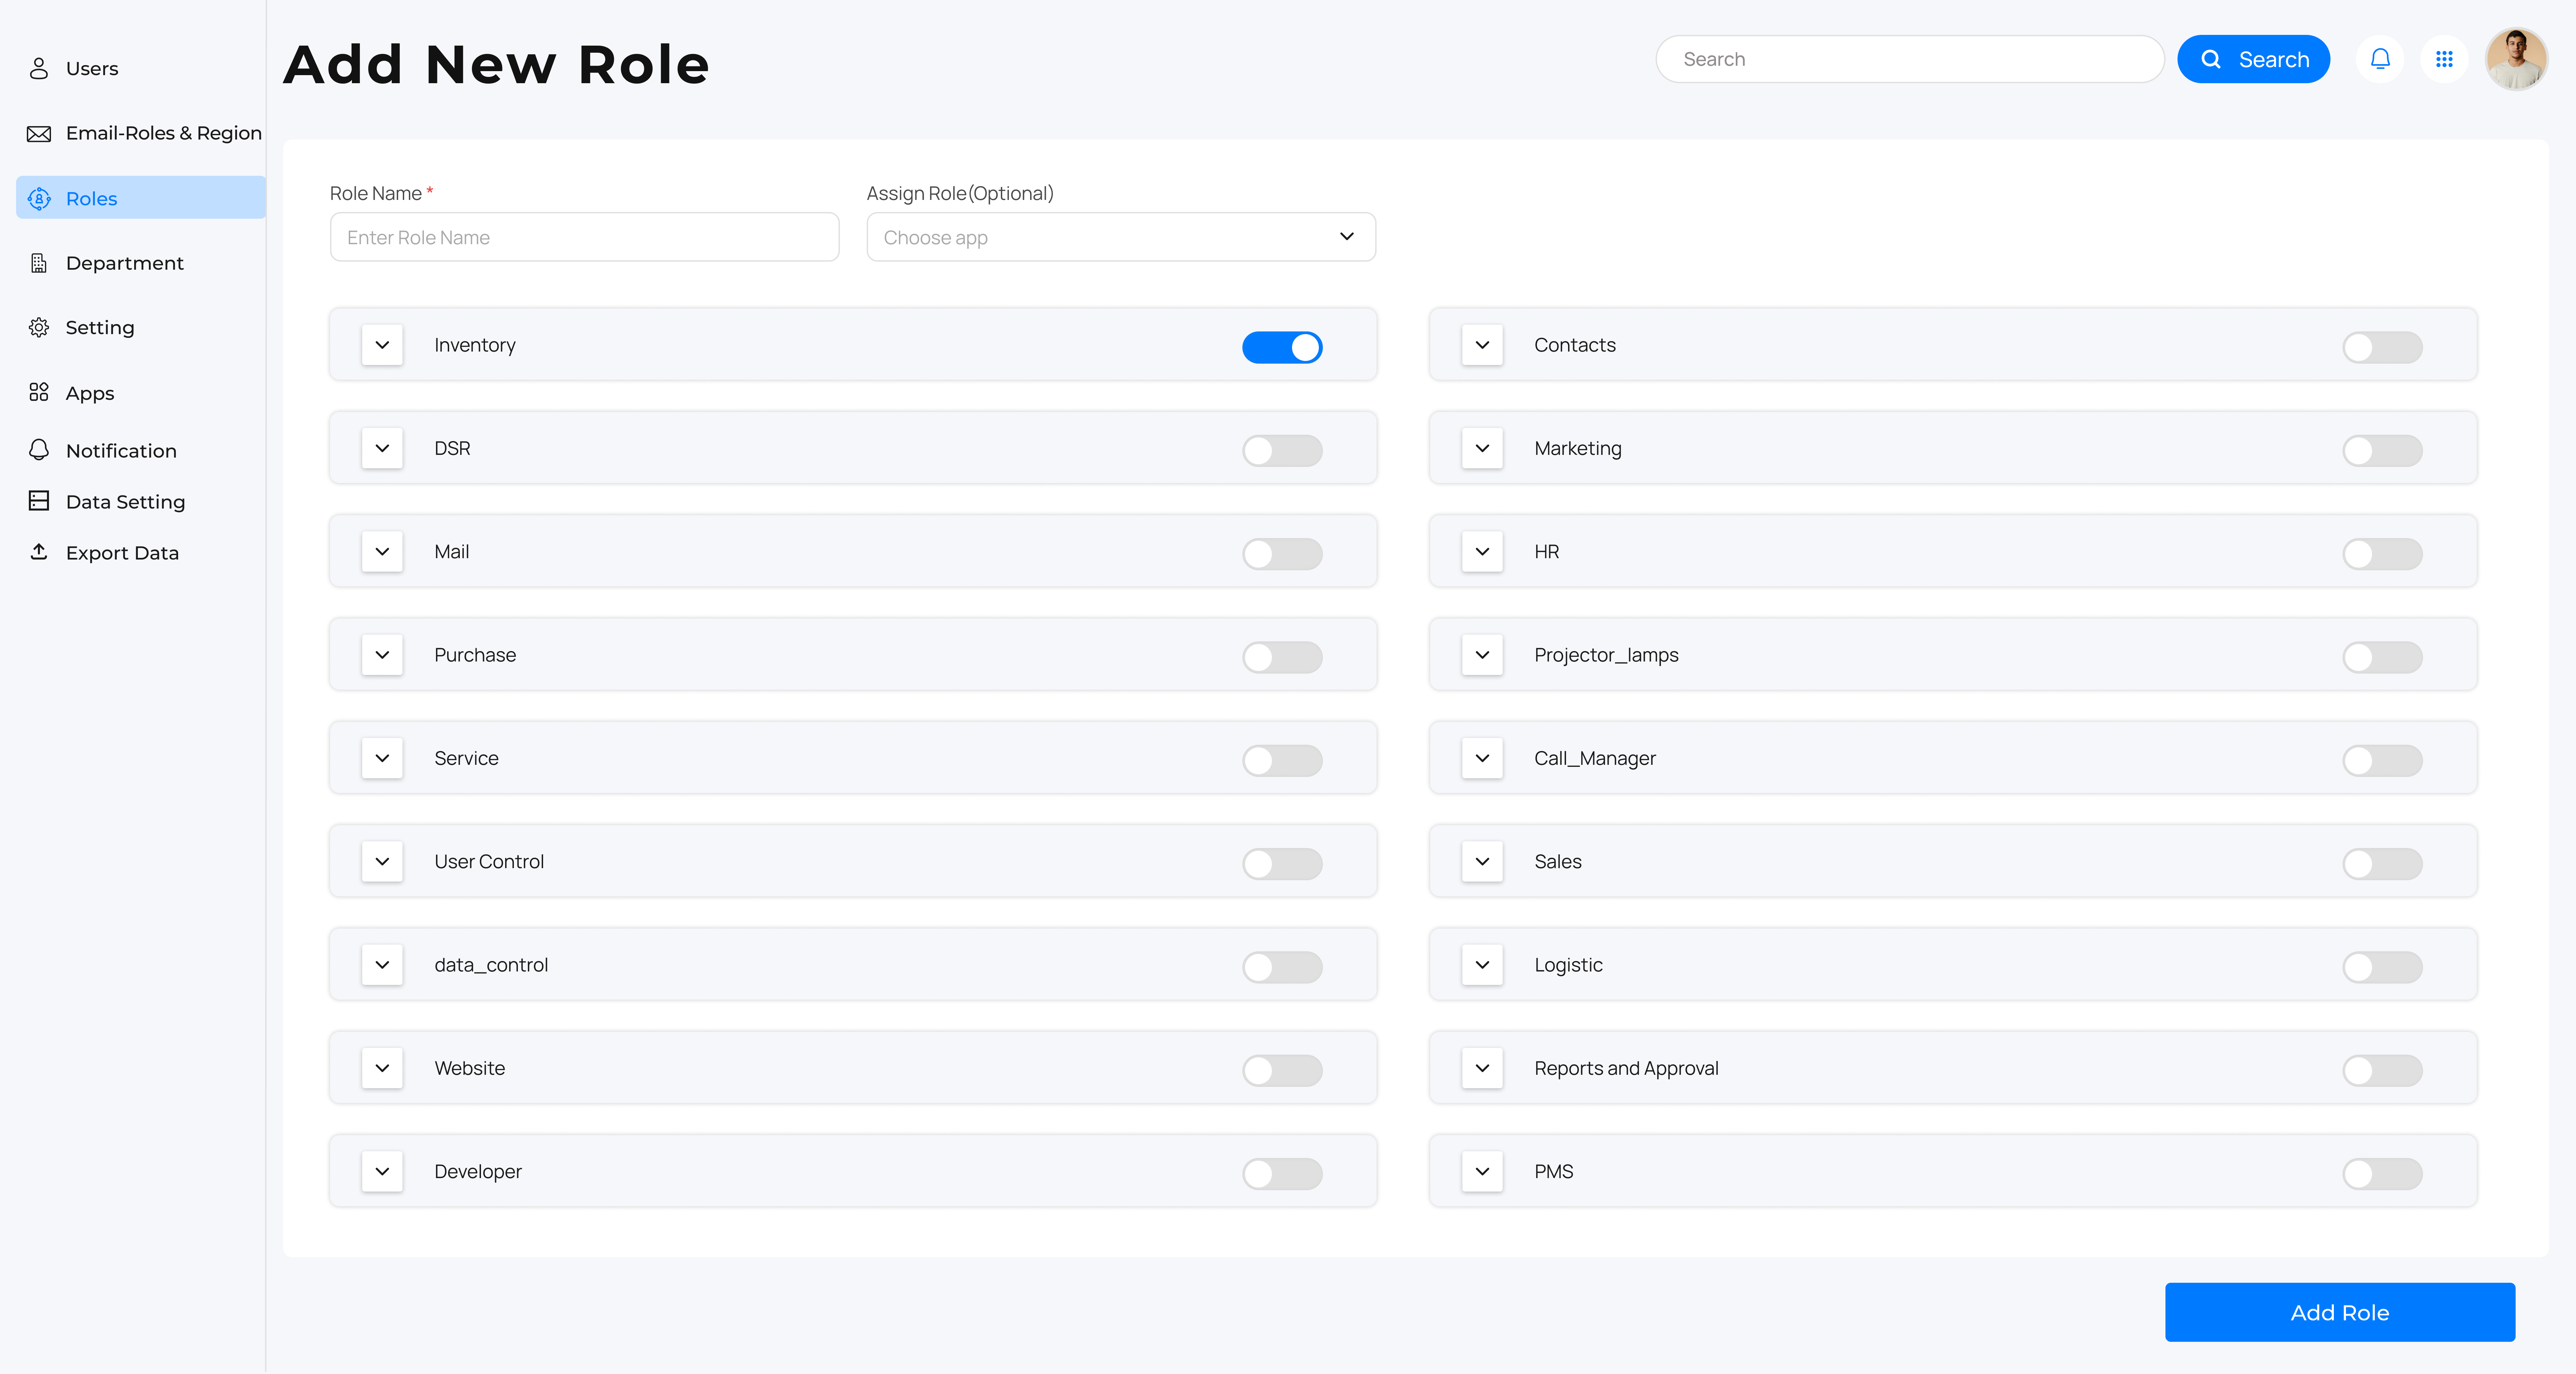 Users
Email-Roles & Region
Roles
Department
Setting
Apps
Notification
Data Setting
Export Data
Add New Role
Search
Search
Role Name *
Enter Role Name
Assign Role(Optional)
Choose app
Inventory
Contacts
DSR
Marketing
Mail
HR
Purchase
Projector_lamps
Service
Call_Manager
User Control
Sales
data_control
Logistic
Website
Reports and Approval
Developer
PMS
Add Role